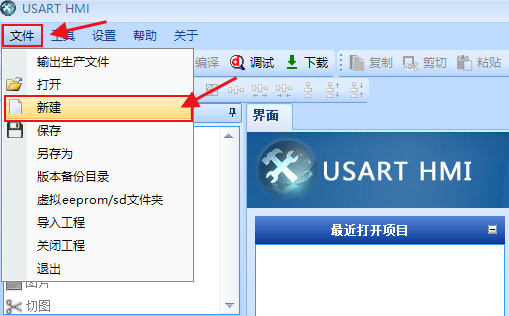 USART HMI
文件 工具 设置 帮助 关于
输出生产文件
编译 调试 下载 复制 剪切 粘贴
打开
新建
界面
保存
另存为
版本备份目录
USART HMI
虚拟eeprom/sd文件夹
导入工程
最近打开项目
关闭工程
退出
图片
切图